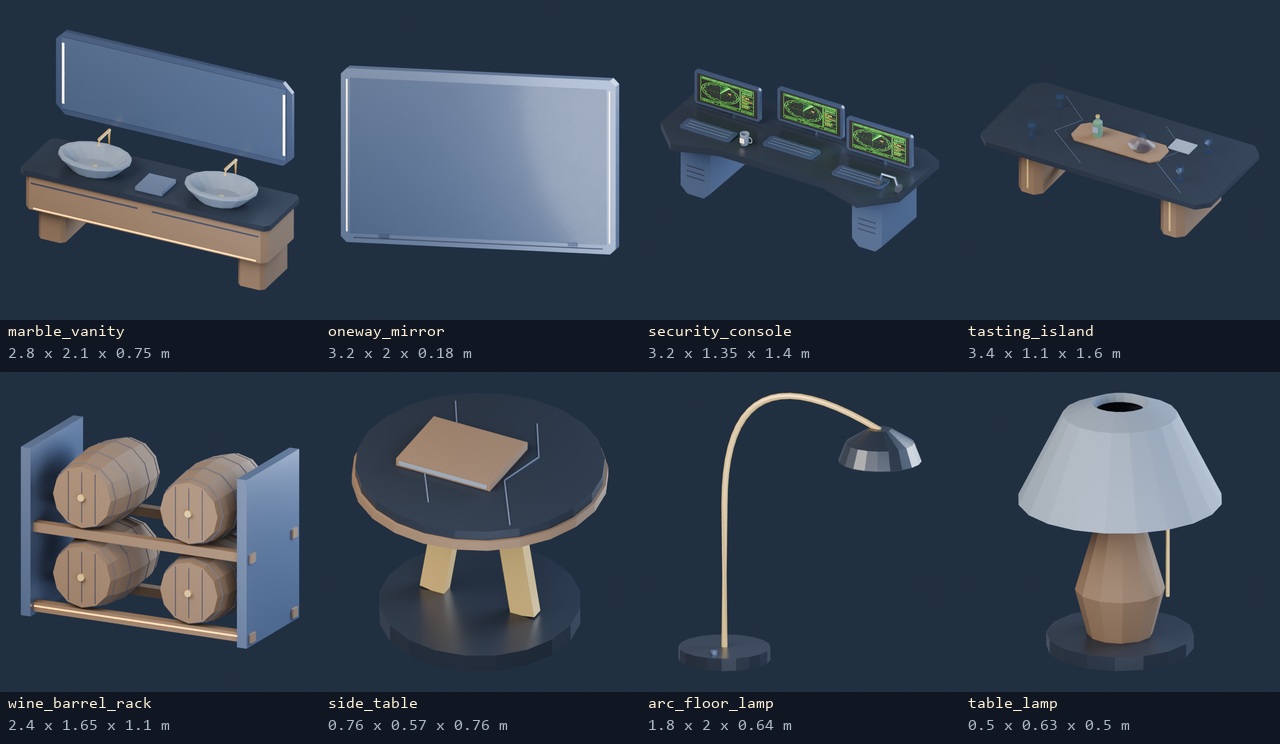 marble_vanity
2.8 x 2.1 x 0.75 m
oneway_mirror
3.2 x 2 x 0.18 m
security_console
3.2 x 1.35 x 1.4 m
tasting_island
3.4 x 1.1 x 1.6 m
wine_barrel_rack
2.4 x 1.65 x 1.1 m
side_table
0.76 x 0.57 x 0.76 m
arc_floor_lamp
1.8 x 2 x 0.64 m
table_lamp
0.5 x 0.63 x 0.5 m